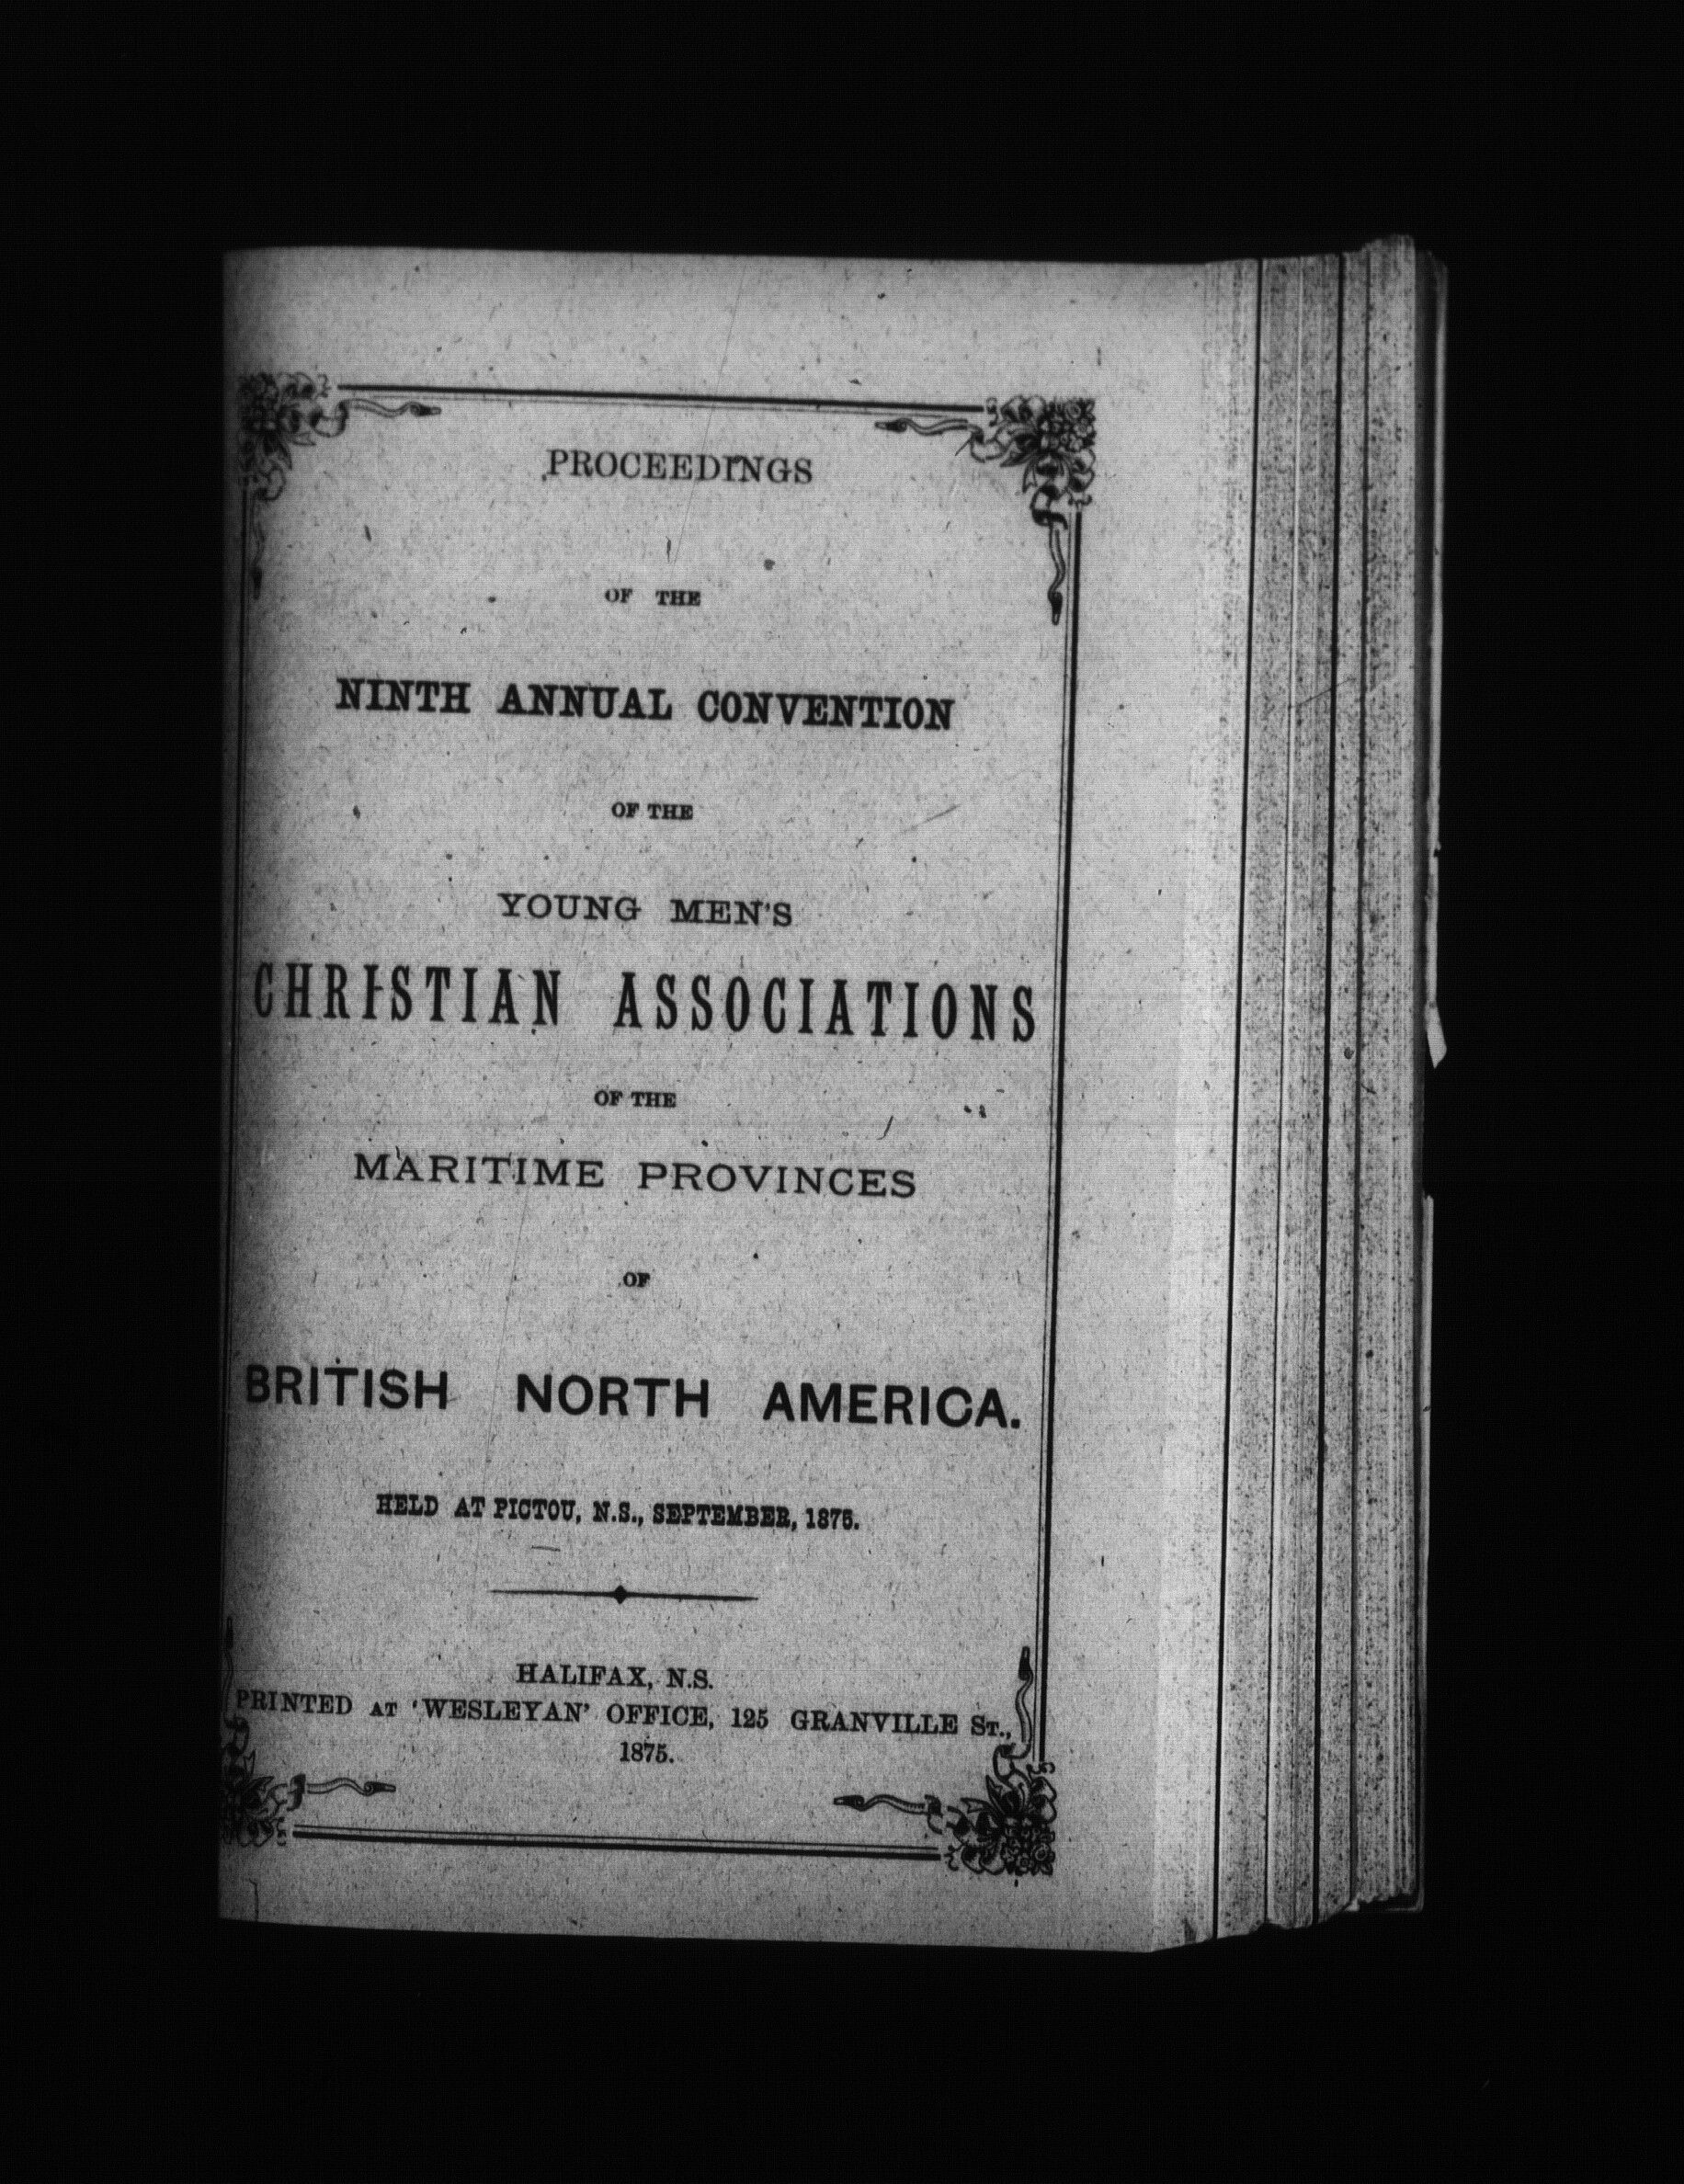 PROCEEDINGS
OF THE
NINTH ANNUAL CONVENTION
OF THE
YOUNG MEN'S
CHRISTIAN ASSOCIATIONS
OF THE
MARITIME PROVINCES
OF
BRITISH NORTH AMERICA.
HELD AT PICTOU, N.S., SEPTEMBER, 1875.
HALIFAX, N.S.
PRINTED AT 'WESLEYAN' OFFICE, 125 GRANVILLE ST.,
1875.